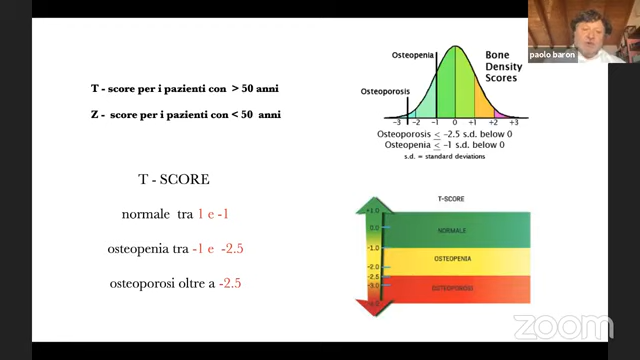 T - score per i pazienti con > 50 anni
Z - score per i pazienti con < 50 anni
T - SCORE
normale tra 1 e -1
osteopenia tra -1 e -2.5
osteoporosi oltre a -2.5
Osteopenia
Osteoporosis
Bone
Density
Scores
-3 -2 -1 0 +1 +2 +3
Osteoporosis ≤ -2.5 s.d. below 0
Osteopenia ≤ -1 s.d. below 0
s.d. = standard deviations
T-SCORE
+1.0
0.0
-1.0
-2.0
-2.5
-3.0
NORMALE
OSTEOPENIA
OSTEOPOROSI
paolo baron
zoom